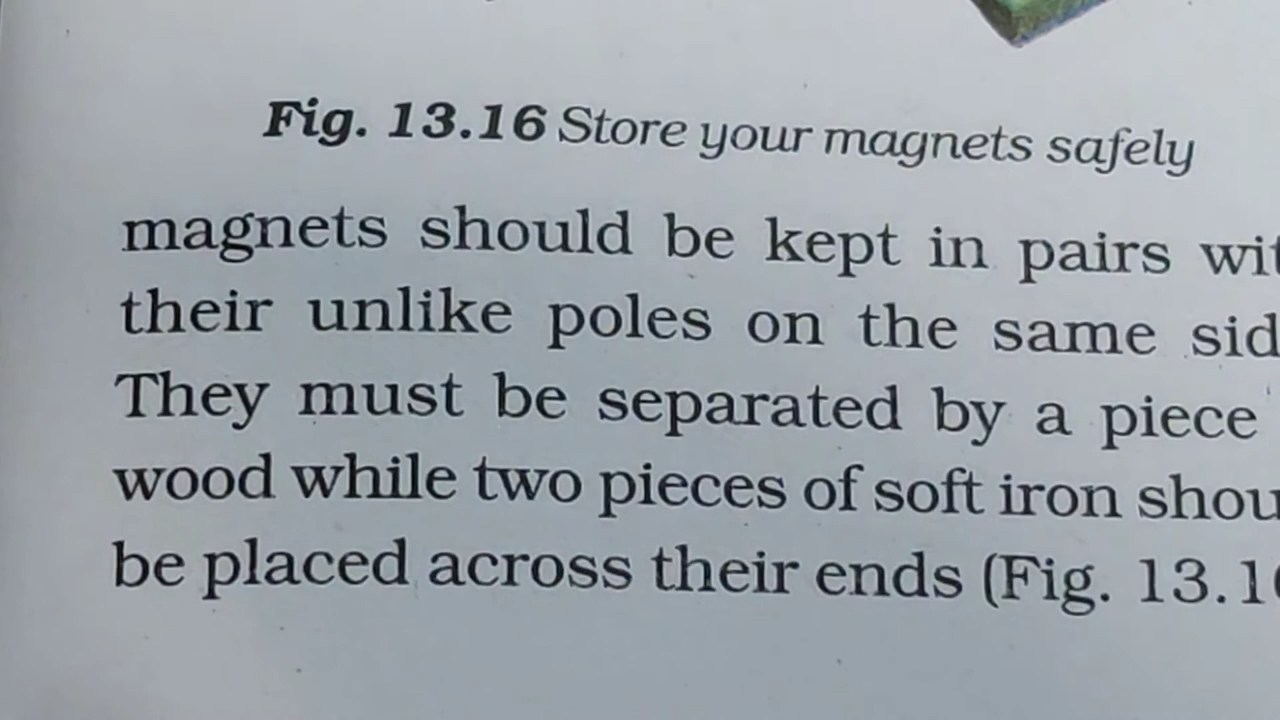 Fig. 13.16 Store your magnets safely
magnets should be kept in pairs wit
their unlike poles on the same sid
They must be separated by a piece
wood while two pieces of soft iron shou
be placed across their ends (Fig. 13.16